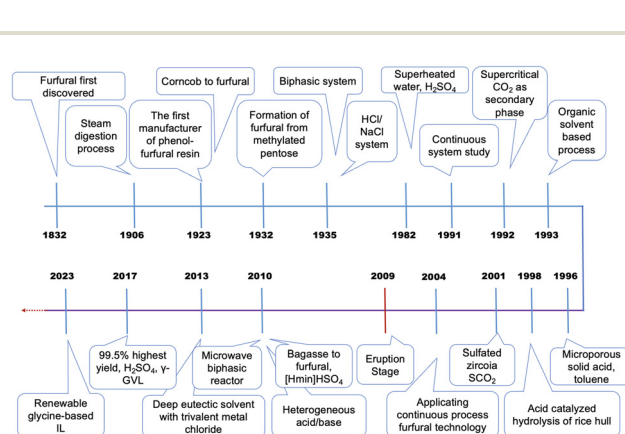 Furfural first
discovered
Corncob to furfural
Biphasic system
Superheated
water, H₂SO₄
Supercritical
CO₂ as
secondary
phase
Steam
digestion
process
The first
manufacturer
of phenol-
furfural resin
Formation of
furfural from
methylated
pentose
HCl/
NaCl
system
Continuous
system study
Organic
solvent
based
process
1832 1906 1923 1932 1935 1982 1991 1992 1993
2023 2017 2013 2010 2009 2004 2001 1998 1996
99.5% highest
yield, H₂SO₄, γ-
GVL
Microwave
biphasic
reactor
Bagasse to
furfural,
[Hmin]HSO₄
Eruption
Stage
Sulfated
zircoia
SCO₂
Microporous
solid acid,
toluene
Renewable
glycine-based
IL
Deep eutectic solvent
with trivalent metal
chloride
Heterogeneous
acid/base
Applicating
continuous process
furfural technology
Acid catalyzed
hydrolysis of rice hull